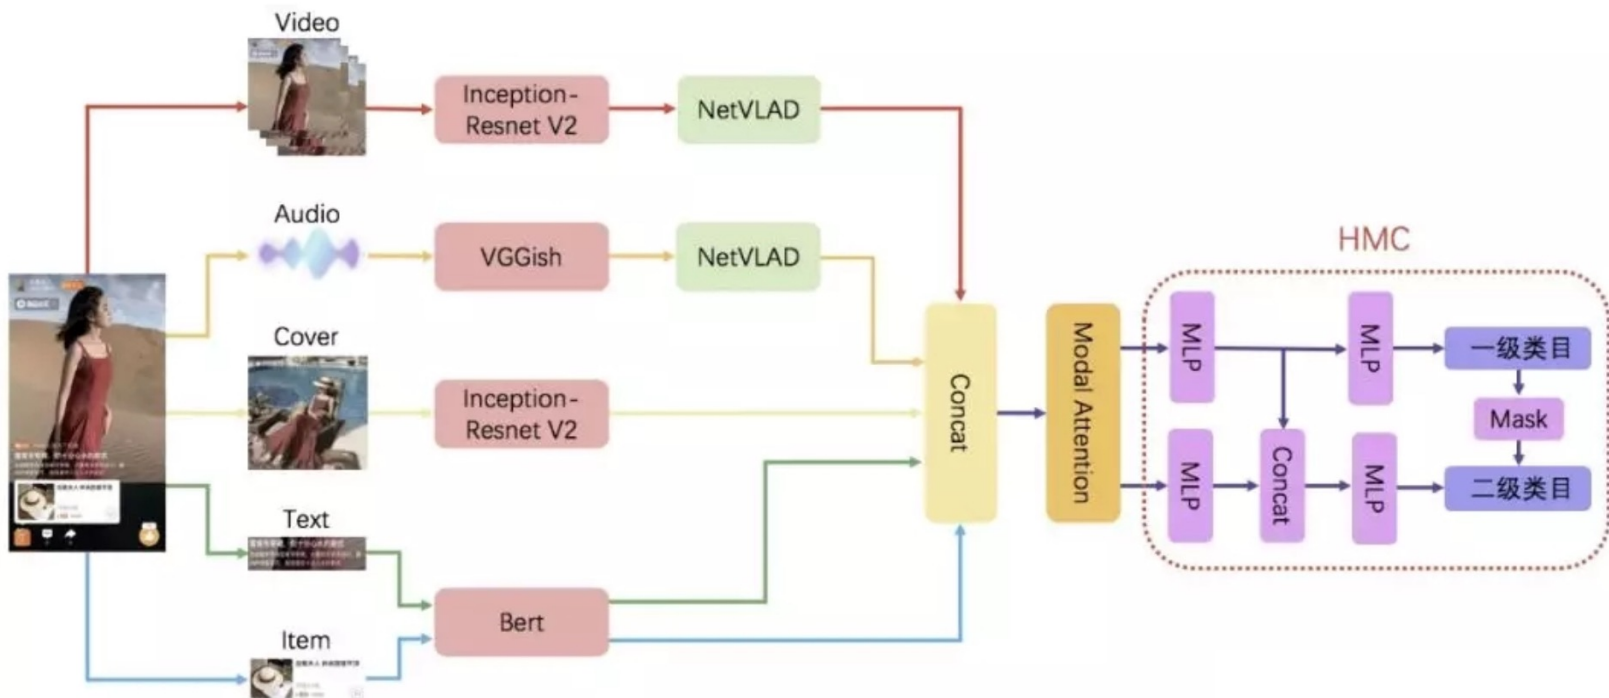 Video
Inception-
Resnet V2
NetVLAD
Audio
VGGish
NetVLAD
Cover
Inception-
Resnet V2
Text
Bert
Item
Concat
Modal Attention
HMC
MLP
MLP
一级类目
Mask
MLP
Concat
MLP
二级类目